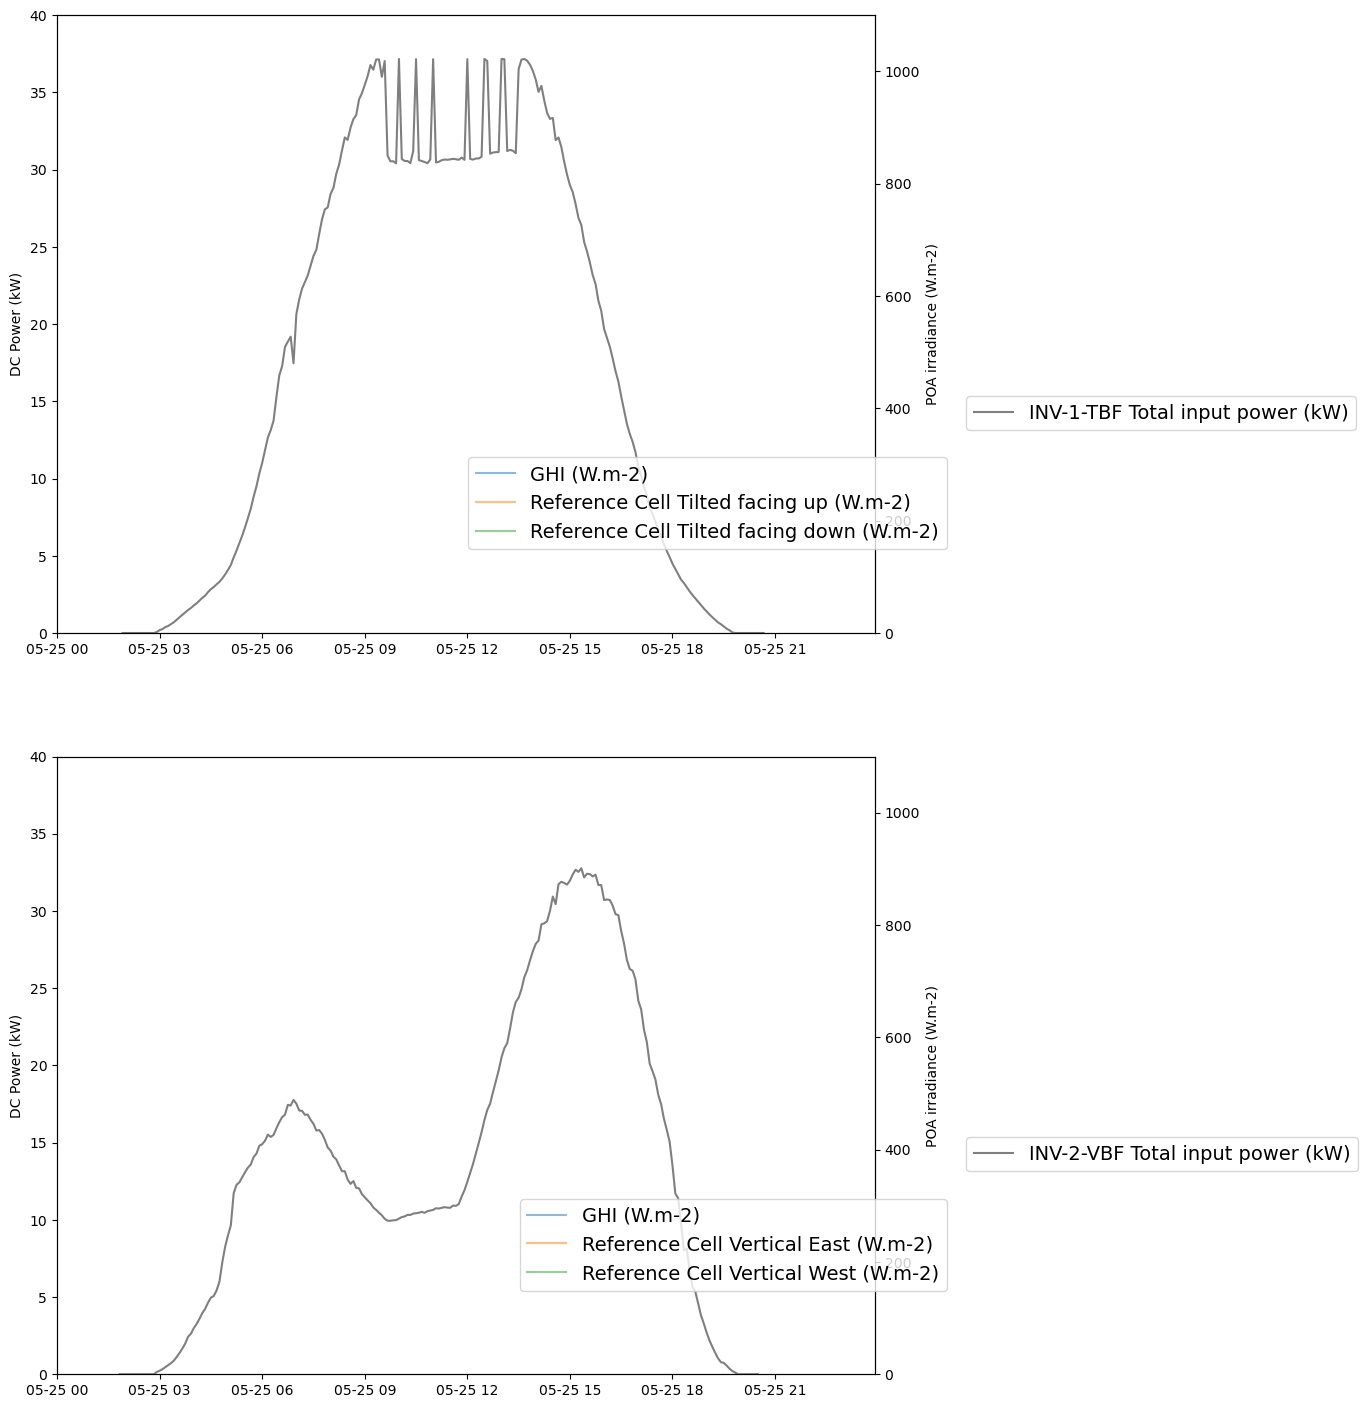 40
35
30
25
20
15
10
5
0
DC Power (kW)
1000
800
600
400
200
0
POA irradiance (W.m-2)
INV-1-TBF Total input power (kW)
GHI (W.m-2)
Reference Cell Tilted facing up (W.m-2)
Reference Cell Tilted facing down (W.m-2)
05-25 00 05-25 03 05-25 06 05-25 09 05-25 12 05-25 15 05-25 18 05-25 21
40
35
30
25
20
15
10
5
0
DC Power (kW)
1000
800
600
400
200
0
POA irradiance (W.m-2)
INV-2-VBF Total input power (kW)
GHI (W.m-2)
Reference Cell Vertical East (W.m-2)
Reference Cell Vertical West (W.m-2)
05-25 00 05-25 03 05-25 06 05-25 09 05-25 12 05-25 15 05-25 18 05-25 21